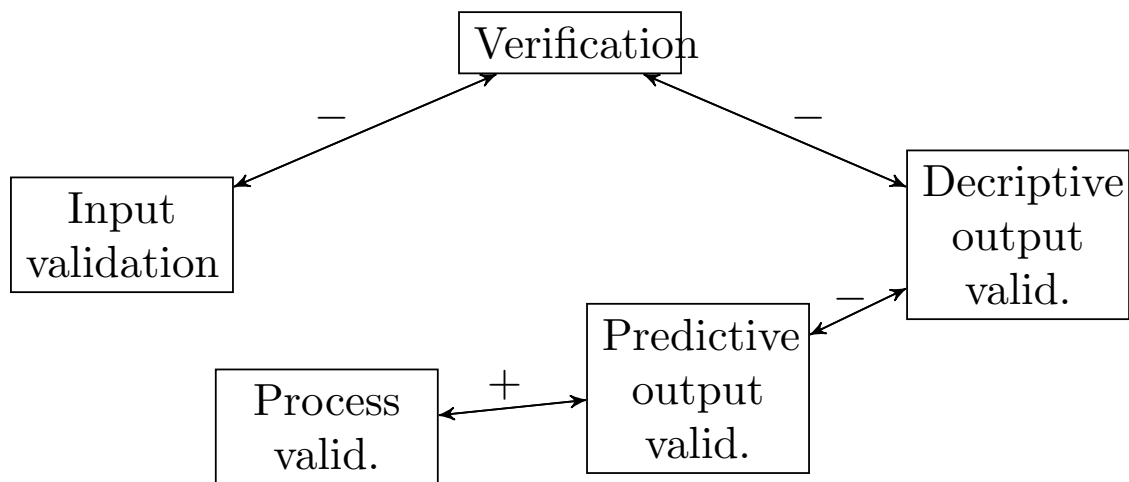 Verification
−
−
Input
validation
Decriptive
output
valid.
−
Predictive
output
valid.
+
Process
valid.